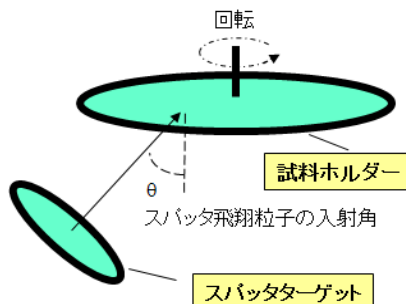 回転
試料ホルダー
θ
スパッタ飛翔粒子の入射角
スパッタターゲット